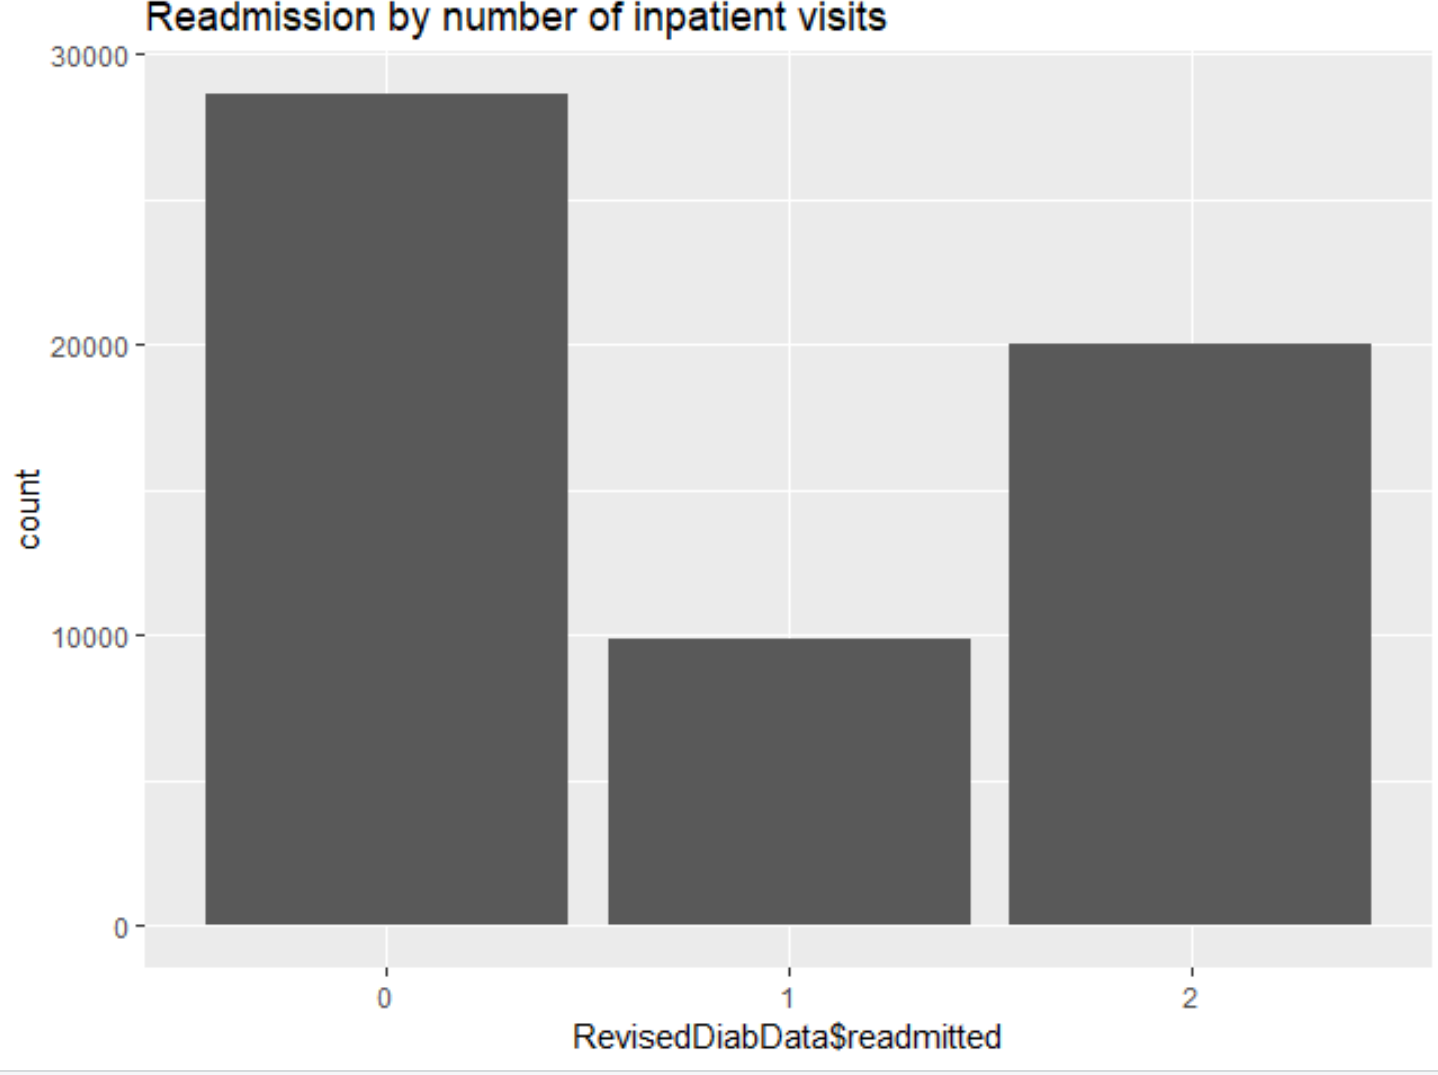 Readmission by number of inpatient visits
30000
20000
10000
0
count
0 1 2
RevisedDiabData$readmitted